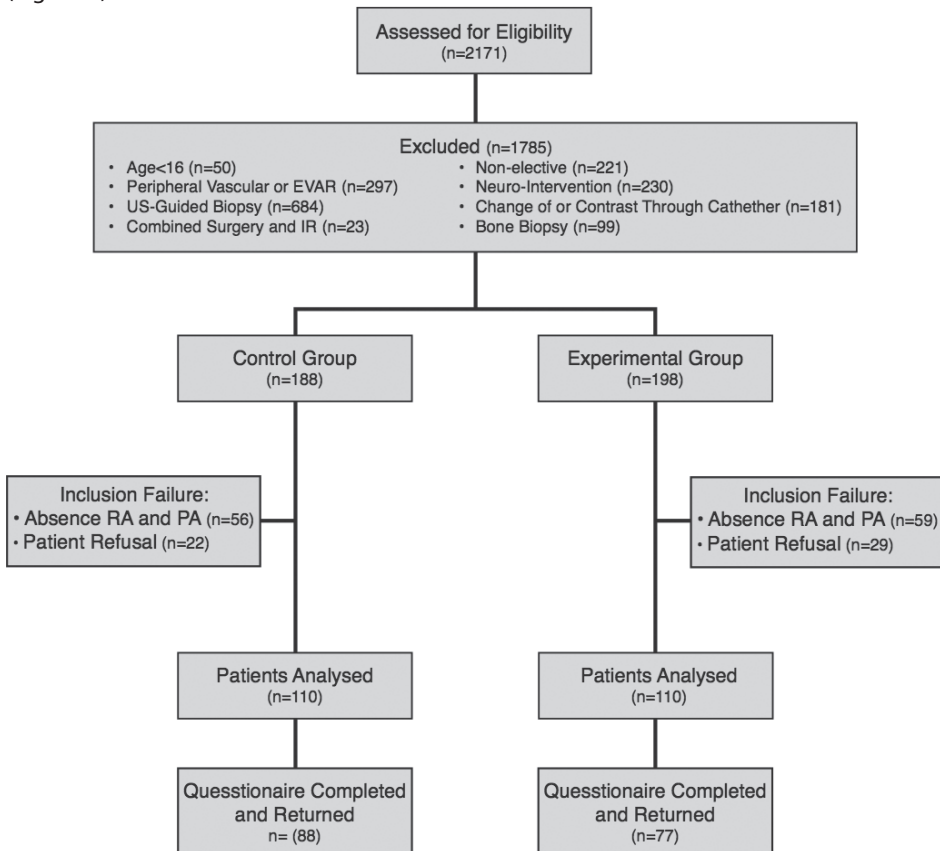 Assessed for Eligibility
(n=2171)
Excluded (n=1785)
• Age<16 (n=50)
• Peripheral Vascular or EVAR (n=297)
• US-Guided Biopsy (n=684)
• Combined Surgery and IR (n=23)
• Non-elective (n=221)
• Neuro-Intervention (n=230)
• Change of or Contrast Through Cathether (n=181)
• Bone Biopsy (n=99)
Control Group
(n=188)
Experimental Group
(n=198)
Inclusion Failure:
• Absence RA and PA (n=56)
• Patient Refusal (n=22)
Inclusion Failure:
• Absence RA and PA (n=59)
• Patient Refusal (n=29)
Patients Analysed
(n=110)
Patients Analysed
(n=110)
Quesstionaire Completed
and Returned
n= (88)
Quesstionaire Completed
and Returned
(n=77)